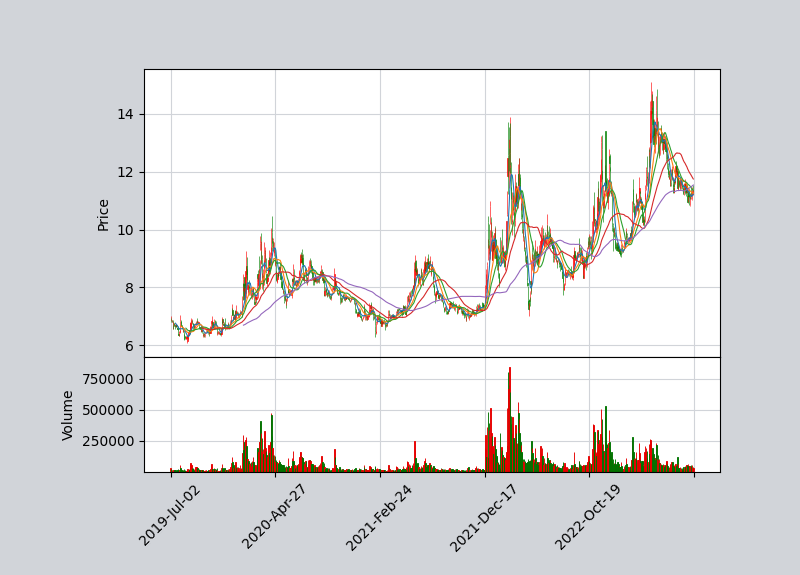 Price
14
12
10
8
6
Volume
750000
500000
250000
2019-Jul-02
2020-Apr-27
2021-Feb-24
2021-Dec-17
2022-Oct-19